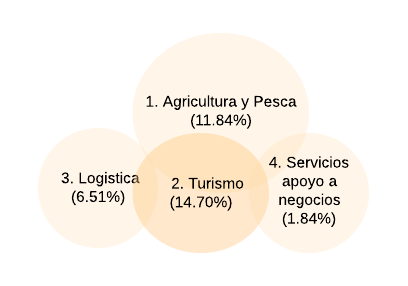 1. Agricultura y Pesca
(11.84%)
3. Logistica
(6.51%)
2. Turismo
(14.70%)
4. Servicios
apoyo a
negocios
(1.84%)